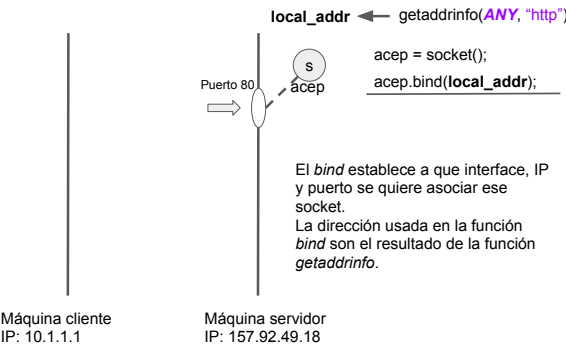 local_addr getaddrinfo(ANY, “http”)
acep = socket();
s
acep
Puerto 80
acep.bind(local_addr);
El bind establece a que interface, IP
y puerto se quiere asociar ese
socket.
La dirección usada en la función
bind son el resultado de la función
getaddrinfo.
Máquina cliente
IP: 10.1.1.1
Máquina servidor
IP: 157.92.49.18